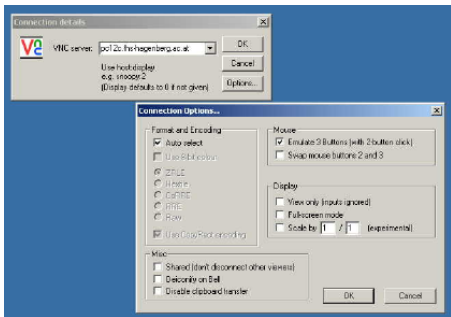 Connection details
VNC server:
pc12c.fhs-hagenberg.ac.at
OK
Use host:display
e.g. snoopy:2
(Display defaults to 0 if not given)
Cancel
Options...
Connection Options...
Format and Encoding
Auto select
Use 8-bit colour
ZRLE
Hextile
CoRRE
RRE
Raw
Use CopyRect encoding
Mouse
Emulate 3 Buttons (with 2-button click)
Swap mouse buttons 2 and 3
Display
View only (inputs ignored)
Full-screen mode
Scale by 1 / 1 (experimental)
Misc
Shared (don't disconnect other viewers)
Deiconify on Bell
Disable clipboard transfer
OK
Cancel